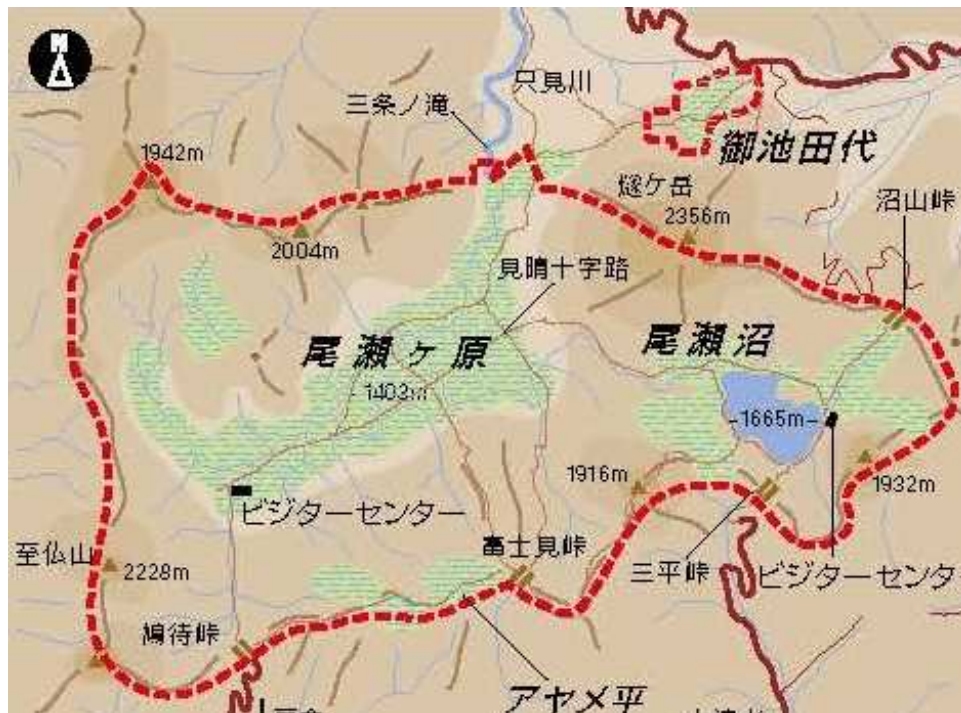 N
只見川
三条ノ滝
御池田代
1942m
燧ケ岳
2356m
沼山峠
2004m
見晴十字路
尾瀬ヶ原
尾瀬沼
1403m
-1665m-
1916m
1932m
ビジターセンター
富士見峠
至仏山
2228m
三平峠
ビジターセンタ
鳩待峠
アヤメ平